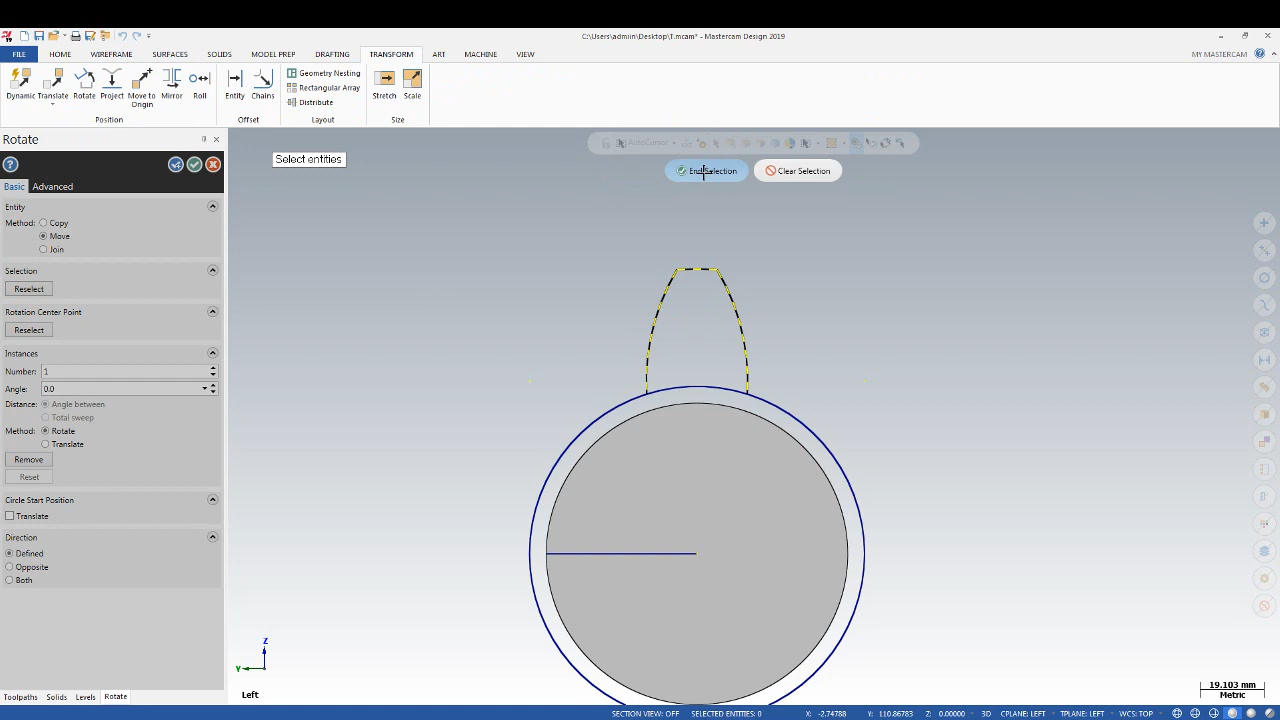 C:\Users\admiin\Desktop\T.mcam* - Mastercam Design 2019
FILE HOME WIREFRAME SURFACES SOLIDS MODEL PREP DRAFTING TRANSFORM ART MACHINE VIEW MY MASTERCAM
Dynamic Translate Rotate Project Move to Origin Mirror Roll
Entity Chains
Geometry Nesting
Rectangular Array
Distribute
Stretch Scale
Position Offset Layout Size
Rotate
Select entities
AutoCursor
End Selection Clear Selection
Basic Advanced
Entity
Method: Copy
Move
Join
Selection
Reselect
Rotation Center Point
Reselect
Instances
Number: 1
Angle: 0.0
Distance: Angle between
Total sweep
Method: Rotate
Translate
Remove
Reset
Circle Start Position
Translate
Direction
Defined
Opposite
Both
Z
Y
Left
19.103 mm
Metric
Toolpaths Solids Levels Rotate
SECTION VIEW: OFF SELECTED ENTITIES: 0 X: -2.74788 Y: 110.86783 Z: 0.00000 3D CPLANE: LEFT TPLANE: LEFT WCS: TOP